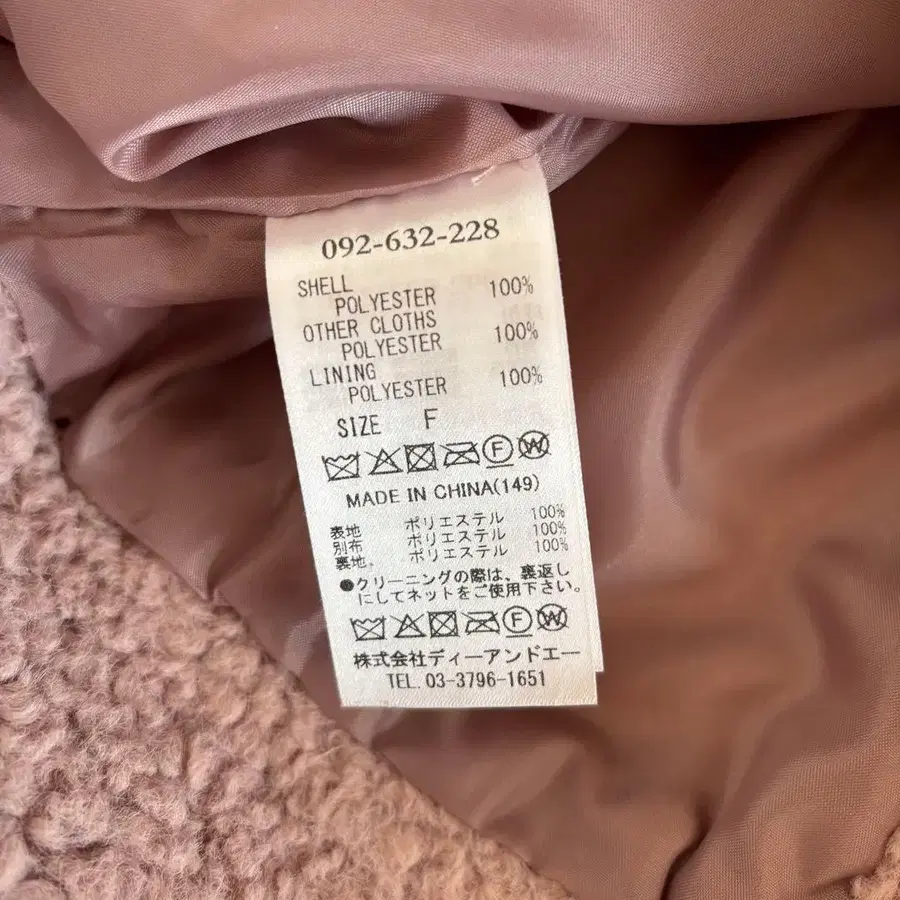 092-632-228
SHELL
POLYESTER 100%
OTHER CLOTHS
POLYESTER 100%
LINING
POLYESTER 100%
SIZE F
F W
MADE IN CHINA(149)
表地 ポリエステル 100%
別布 ポリエステル 100%
裏地 ポリエステル 100%
●クリーニングの際は、裏返し
にしてネットをご使用下さい。
F W
株式会社ディーアンドエー
TEL. 03-3796-1651